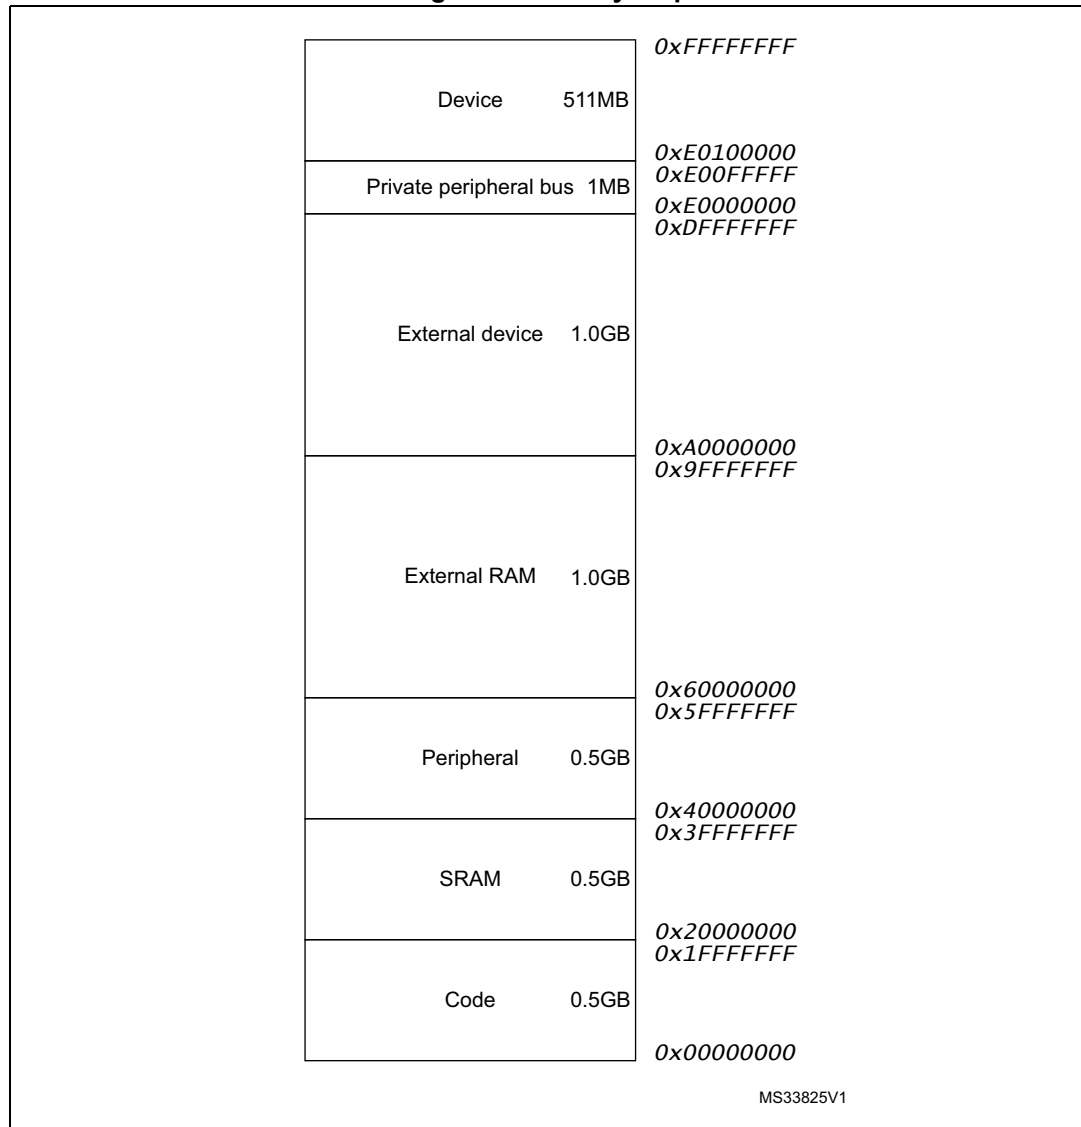 0xFFFFFFFF
Device 511MB
0xE0100000
0xE00FFFFF
Private peripheral bus 1MB
0xE0000000
0xDFFFFFFF
External device 1.0GB
0xA0000000
0x9FFFFFFF
External RAM 1.0GB
0x60000000
0x5FFFFFFF
Peripheral 0.5GB
0x40000000
0x3FFFFFFF
SRAM 0.5GB
0x20000000
0x1FFFFFFF
Code 0.5GB
0x00000000
MS33825V1